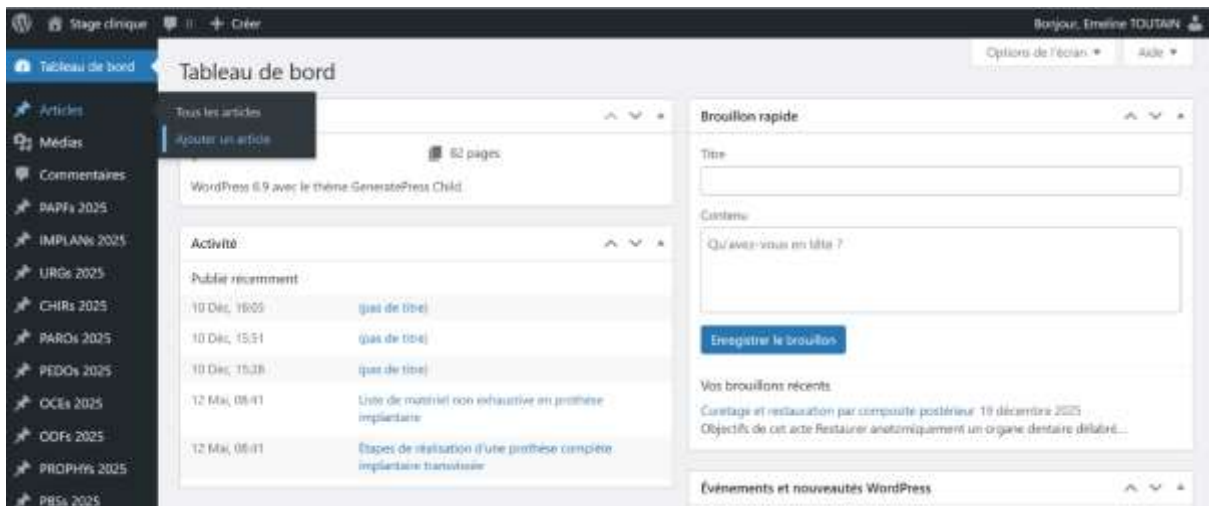 Stage clinique
+ Créer
Bonjour, Emeline TOUTAIN
Options de l'écran ▼
Aide ▼
Tableau de bord
Tableau de bord
Articles
Tous les articles
Ajouter un article
Médias
Commentaires
PAPFs 2025
IMPLANs 2025
URGs 2025
CHIRs 2025
PAROs 2025
PEDOs 2025
OCEs 2025
ODFs 2025
PROPHYs 2025
PBSs 2025
62 pages
WordPress 6.9 avec le thème GeneratePress Child.
Activité
Publié récemment
10 Déc, 16:05 (pas de titre)
10 Déc, 15:51 (pas de titre)
10 Déc, 15:28 (pas de titre)
12 Mai, 08:41 Liste de matériel non exhaustive en prothèse
implantaire
12 Mai, 08:41 Étapes de réalisation d'une prothèse complète
implantaire transvissée
Brouillon rapide
Titre
Contenu
Qu'avez-vous en tête ?
Enregistrer le brouillon
Vos brouillons récents
Curetage et restauration par composite postérieur 19 décembre 2025
Objectifs de cet acte Restaurer anatomiquement un organe dentaire délabré…
Évènements et nouveautés WordPress